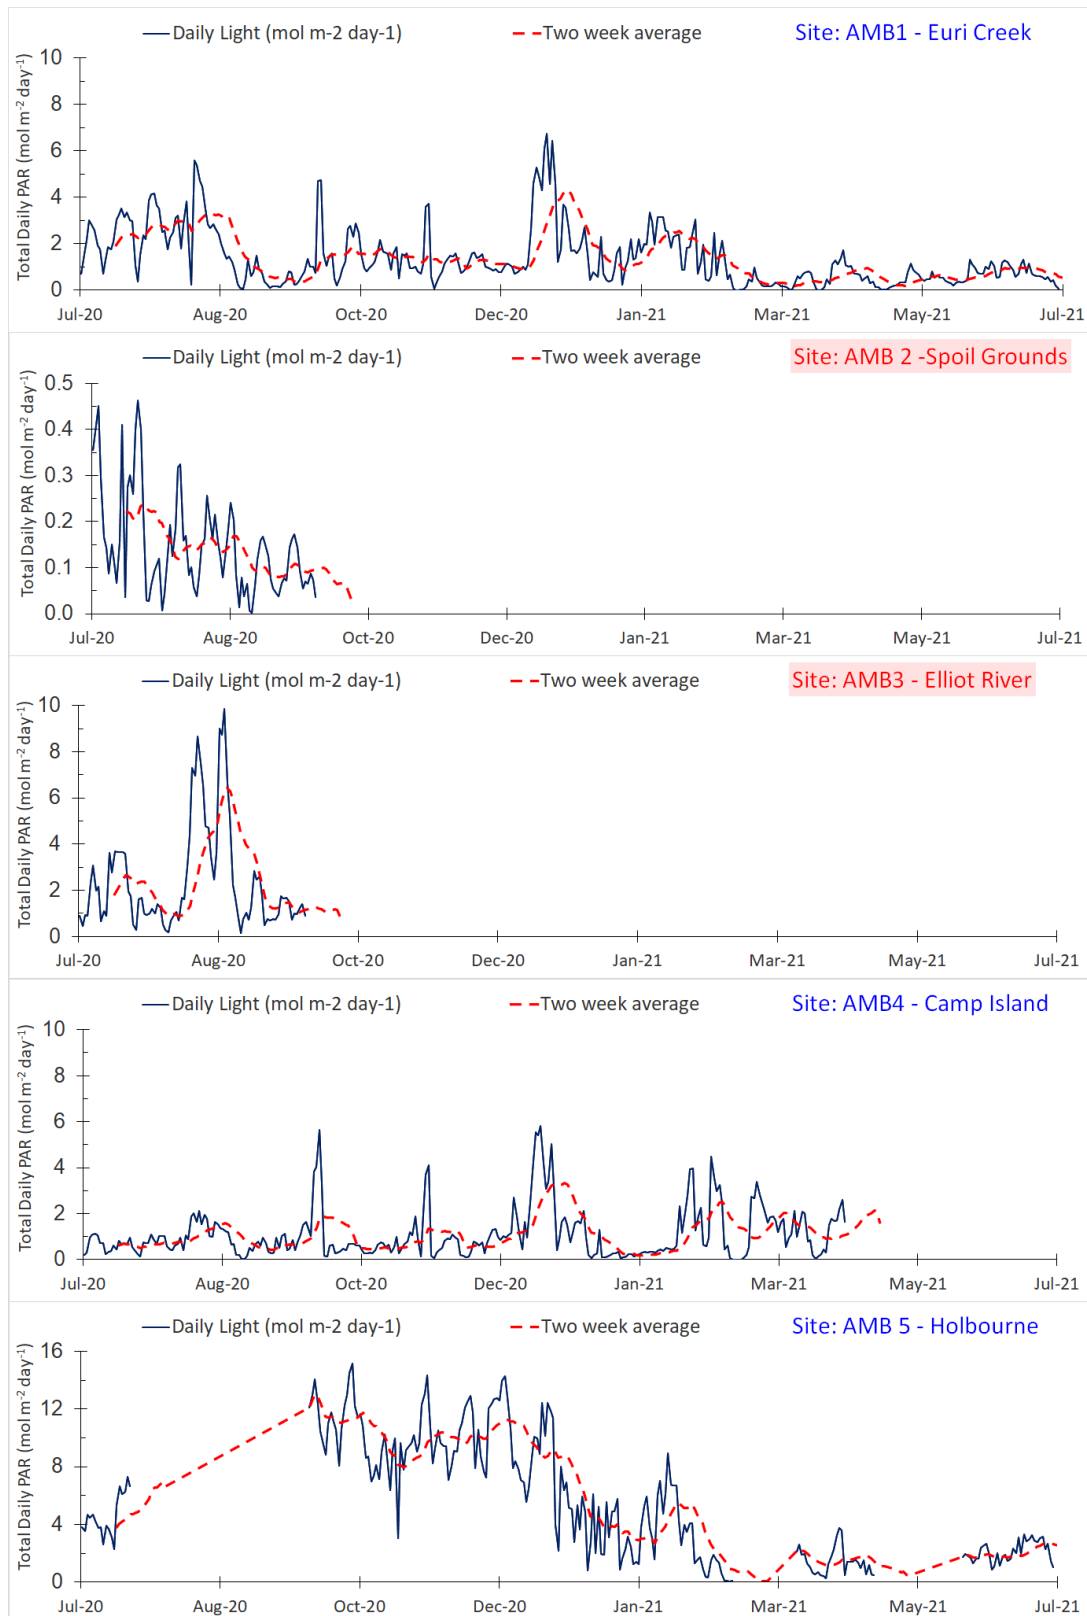 Daily Light (mol m-2 day-1) Two week average Site: AMB1 - Euri Creek
Total Daily PAR (mol m⁻² day⁻¹)
10
8
6
4
2
0
Jul-20 Aug-20 Oct-20 Dec-20 Jan-21 Mar-21 May-21 Jul-21
Daily Light (mol m-2 day-1) Two week average Site: AMB 2 -Spoil Grounds
Total Daily PAR (mol m⁻² day⁻¹)
0.5
0.4
0.3
0.2
0.1
0.0
Jul-20 Aug-20 Oct-20 Dec-20 Jan-21 Mar-21 May-21 Jul-21
Daily Light (mol m-2 day-1) Two week average Site: AMB3 - Elliot River
Total Daily PAR (mol m⁻² day⁻¹)
10
8
6
4
2
0
Jul-20 Aug-20 Oct-20 Dec-20 Jan-21 Mar-21 May-21 Jul-21
Daily Light (mol m-2 day-1) Two week average Site: AMB4 - Camp Island
Total Daily PAR (mol m⁻² day⁻¹)
10
8
6
4
2
0
Jul-20 Aug-20 Oct-20 Dec-20 Jan-21 Mar-21 May-21 Jul-21
Daily Light (mol m-2 day-1) Two week average Site: AMB 5 - Holbourne
Total Daily PAR (mol m⁻² day⁻¹)
16
12
8
4
0
Jul-20 Aug-20 Oct-20 Dec-20 Jan-21 Mar-21 May-21 Jul-21